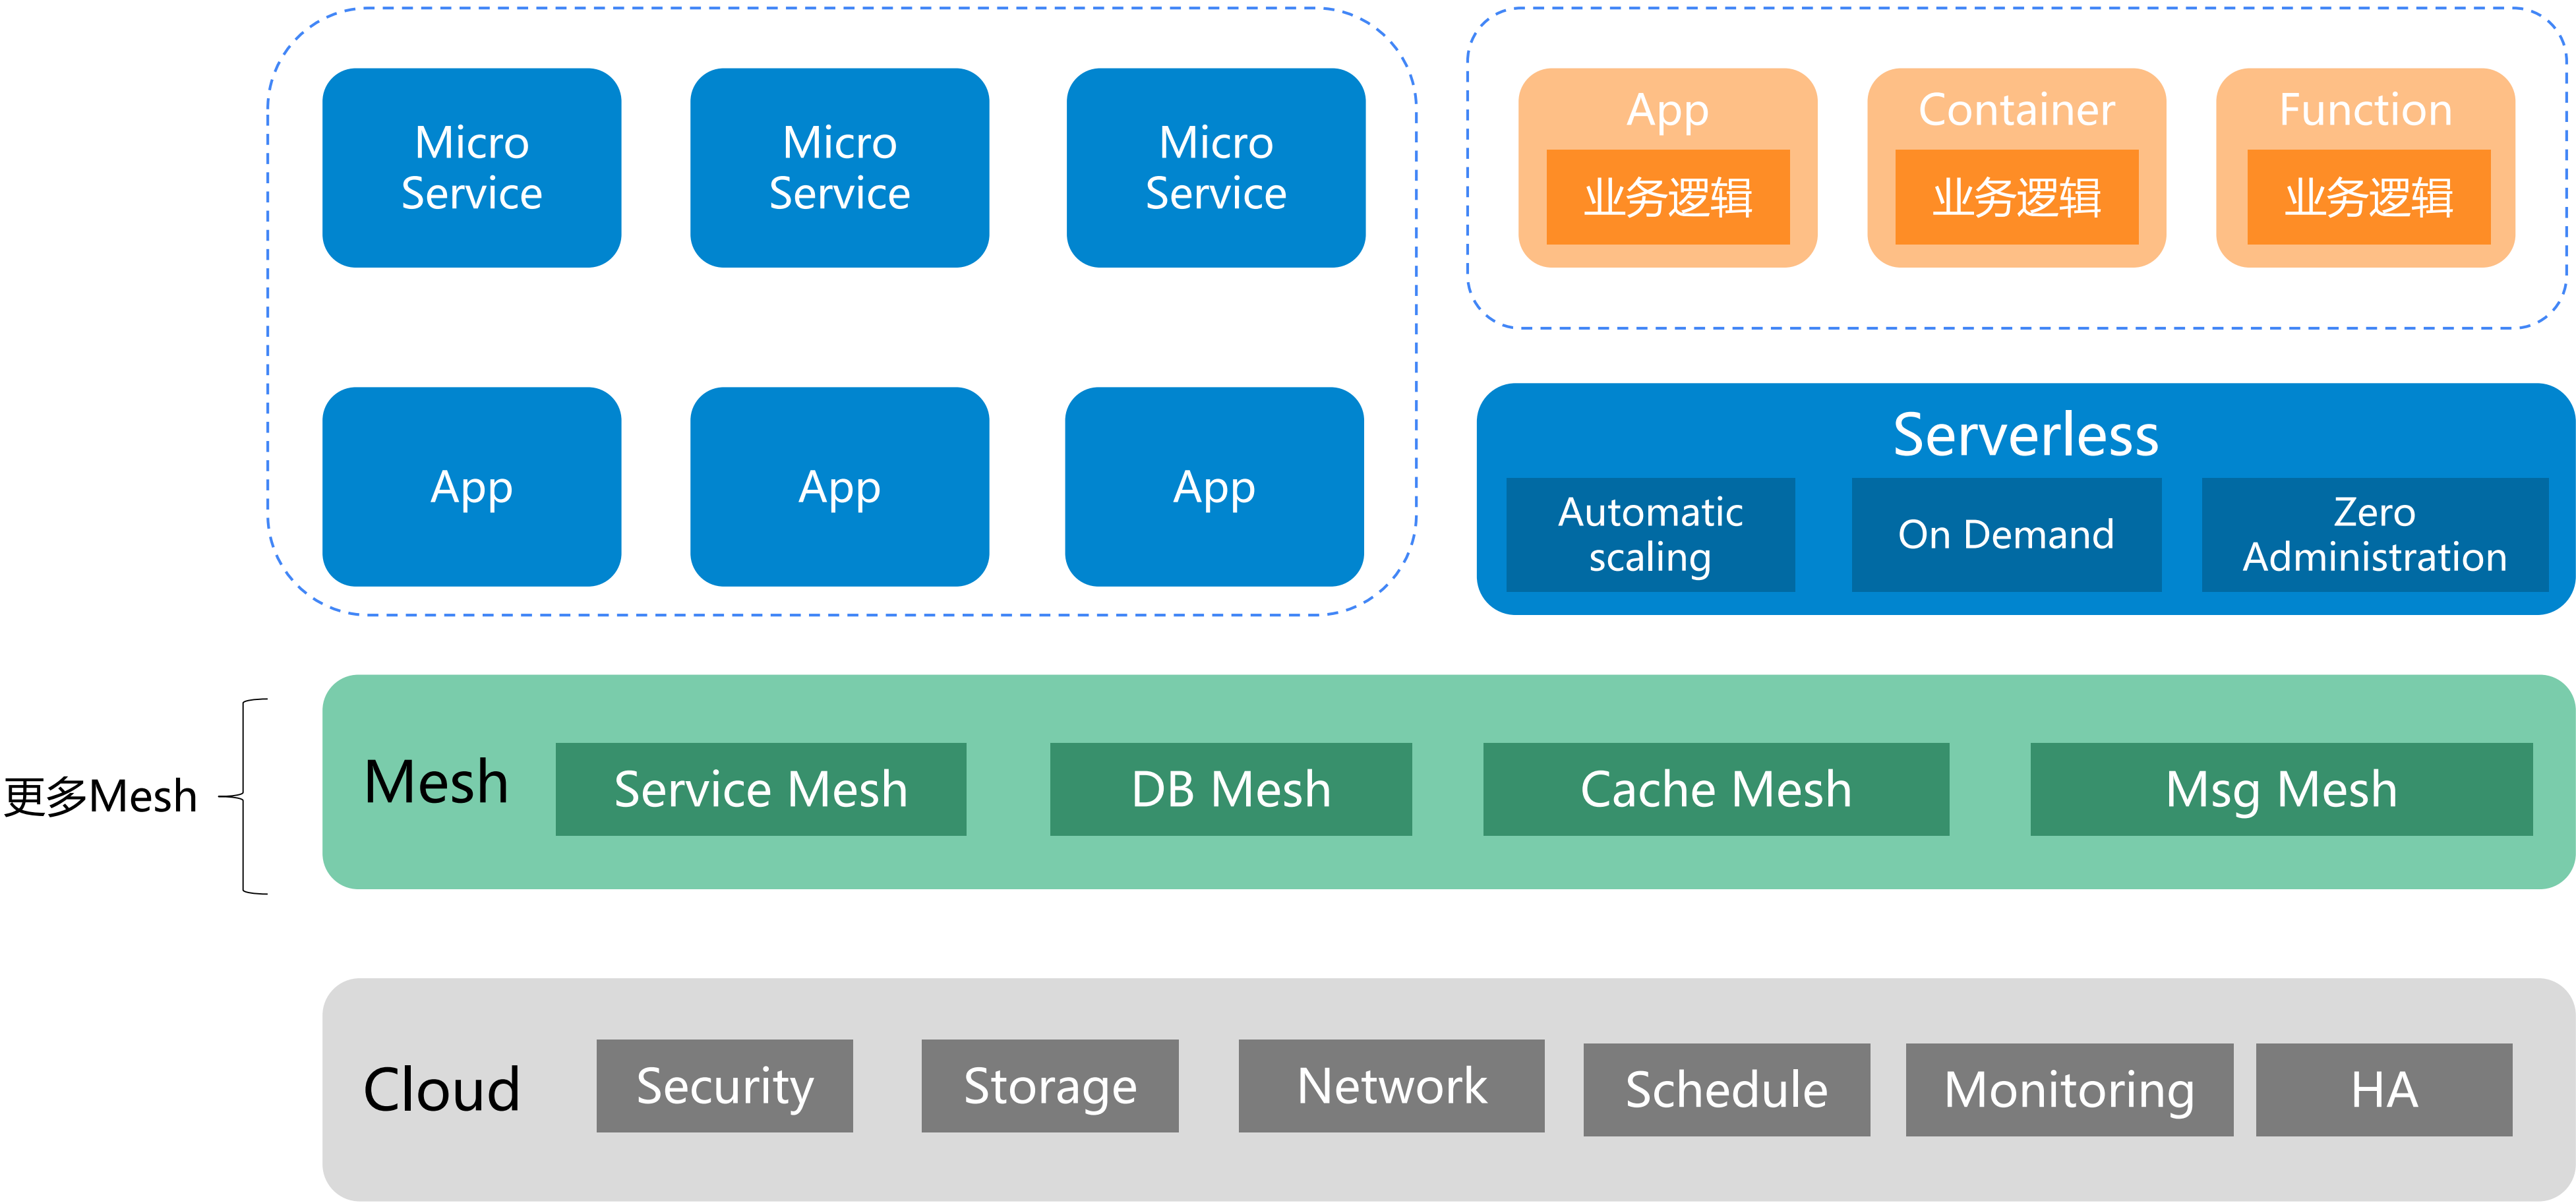 Micro
Service
Micro
Service
Micro
Service
App
App
App
App
业务逻辑
Container
业务逻辑
Function
业务逻辑
Serverless
Automatic
scaling
On Demand
Zero
Administration
更多Mesh
Mesh
Service Mesh
DB Mesh
Cache Mesh
Msg Mesh
Cloud
Security
Storage
Network
Schedule
Monitoring
HA